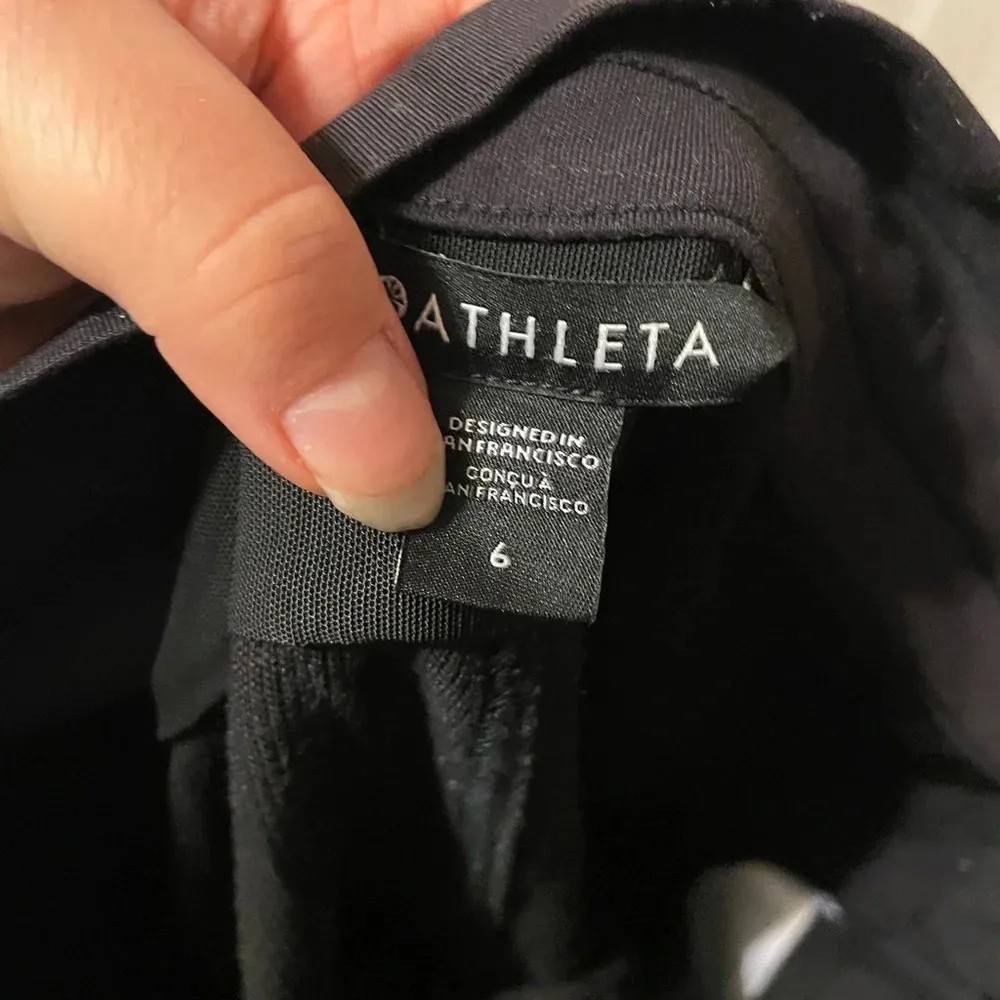 ATHLETA
DESIGNED IN
AN FRANCISCO
CONÇU À
AN FRANCISCO
6